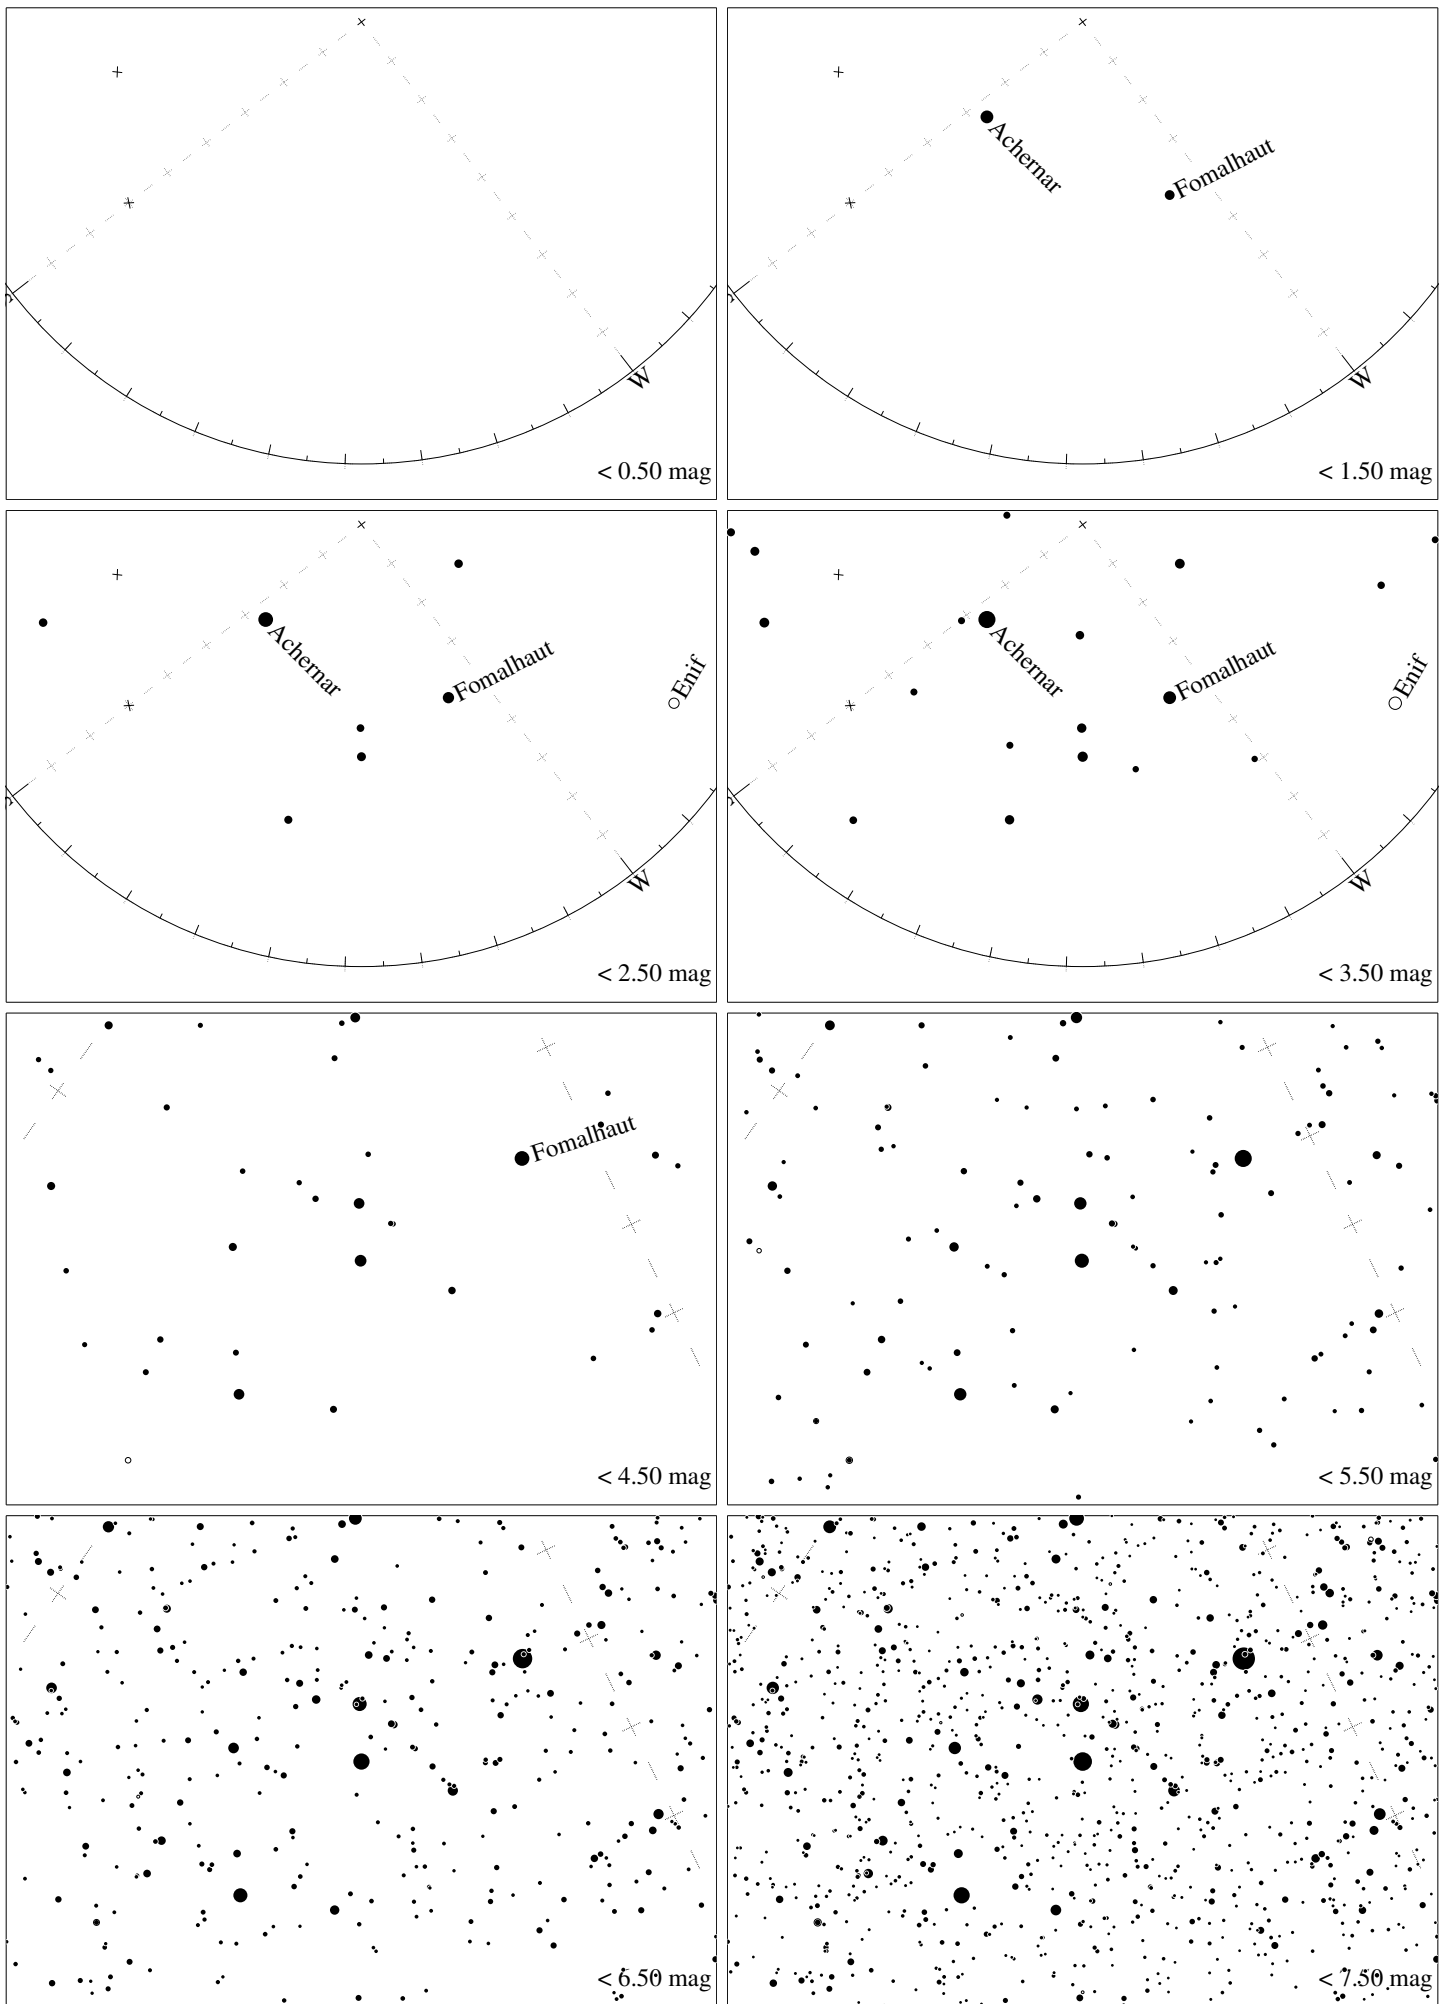 W
< 0.50 mag
Achernar
Fomalhaut
W
< 1.50 mag
Achernar
Fomalhaut
Enif
W
< 2.50 mag
Achernar
Fomalhaut
Enif
W
< 3.50 mag
Fomalhaut
< 4.50 mag
< 5.50 mag
< 6.50 mag
< 7.50 mag